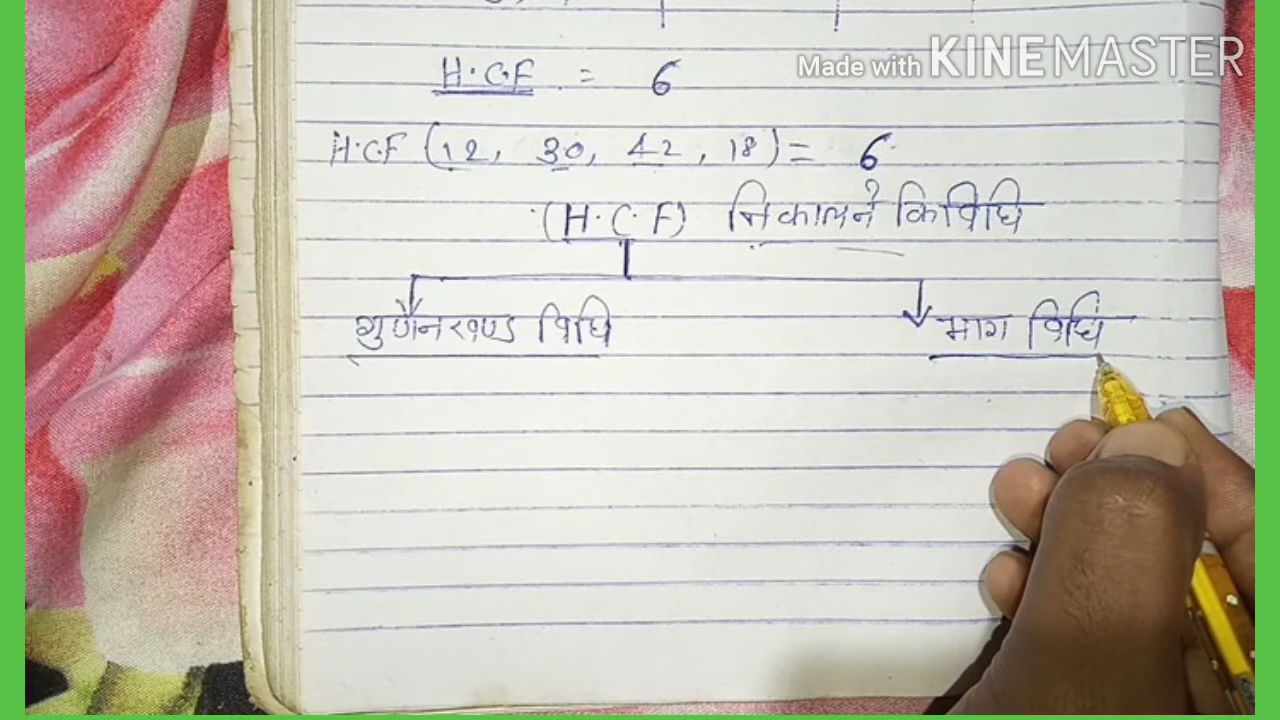 Made with KINEMASTER
H.C.F = 6
H.C.F (12, 30, 42, 18) = 6
(H.C.F) निकालने कि विधि
गुणनखण्ड विधि
भाग विधि